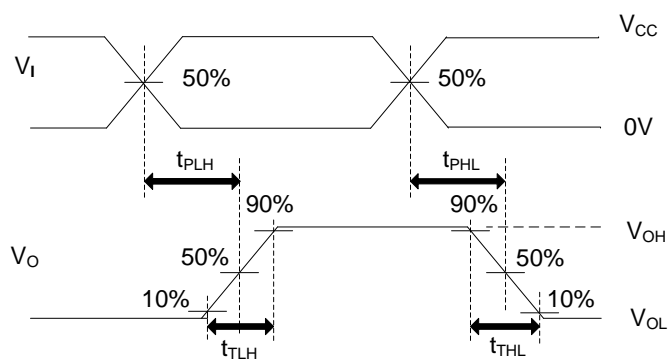 V_CC
V_I
50%
50%
0V
t_PLH
t_PHL
90%
90%
V_OH
V_O
50%
50%
10%
10%
V_OL
t_TLH
t_THL